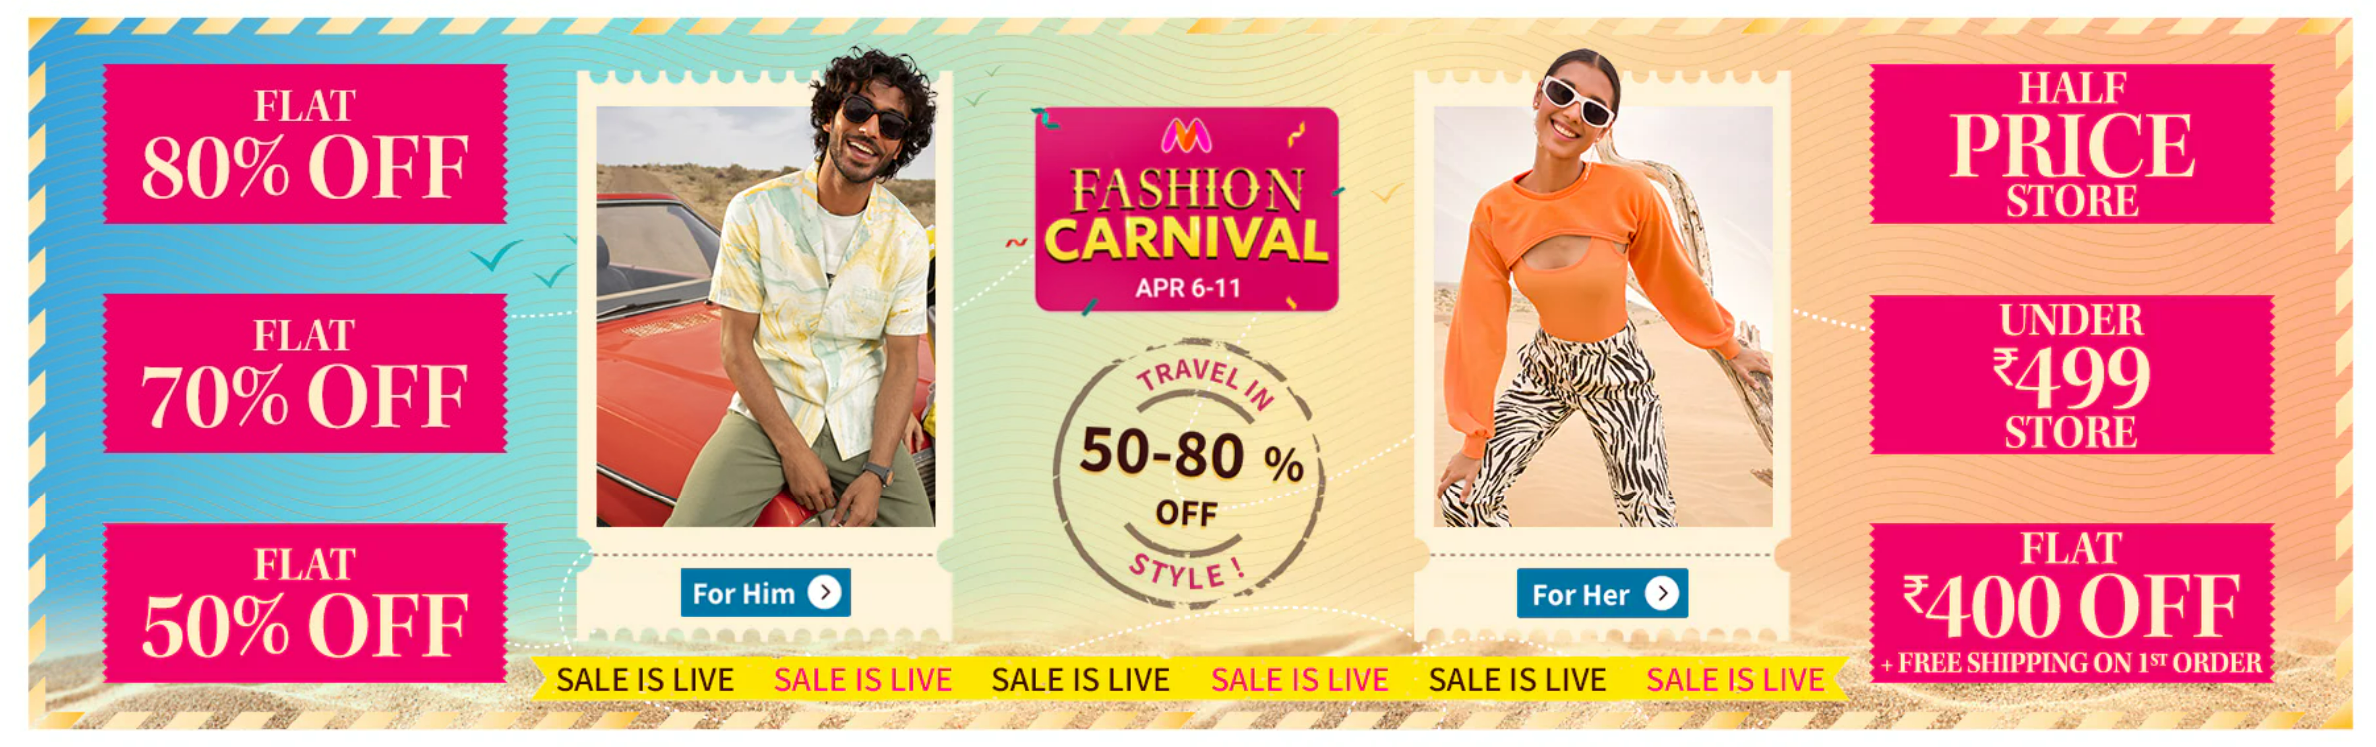 FLAT
80% OFF
FLAT
70% OFF
FLAT
50% OFF
For Him
FASHION
CARNIVAL
APR 6-11
TRAVEL IN
50-80 %
OFF
STYLE !
For Her
HALF
PRICE
STORE
UNDER
₹499
STORE
FLAT
₹400 OFF
+ FREE SHIPPING ON 1ST ORDER
SALE IS LIVE SALE IS LIVE SALE IS LIVE SALE IS LIVE SALE IS LIVE SALE IS LIVE